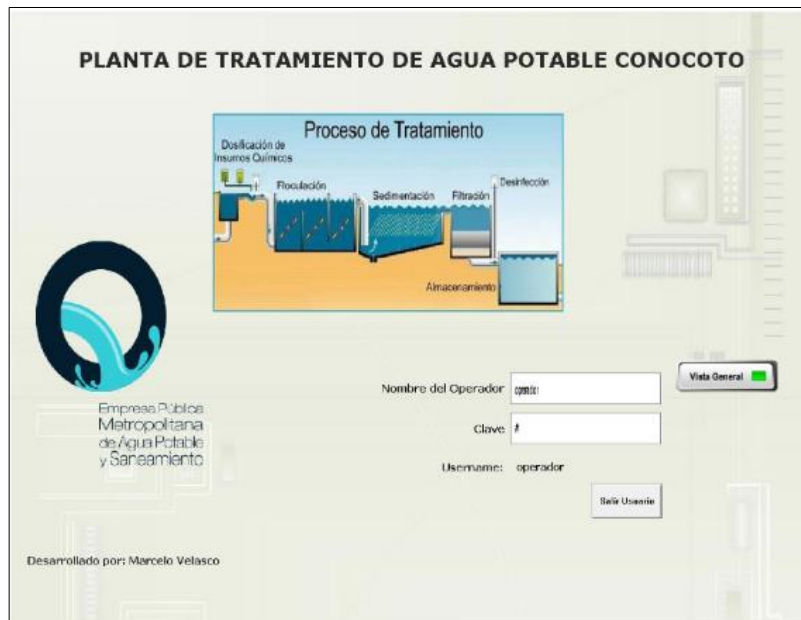 PLANTA DE TRATAMIENTO DE AGUA POTABLE CONOCOTO
Proceso de Tratamiento
Dosificación de
Insumos Químicos
Floculación
Sedimentación
Filtración
Desinfección
Almacenamiento
Empresa Pública
Metropolitana
de Agua Potable
y Saneamiento
Nombre del Operador
operador
Vista General
Clave
#
Username: operador
Salir Usuario
Desarrollado por: Marcelo Velasco